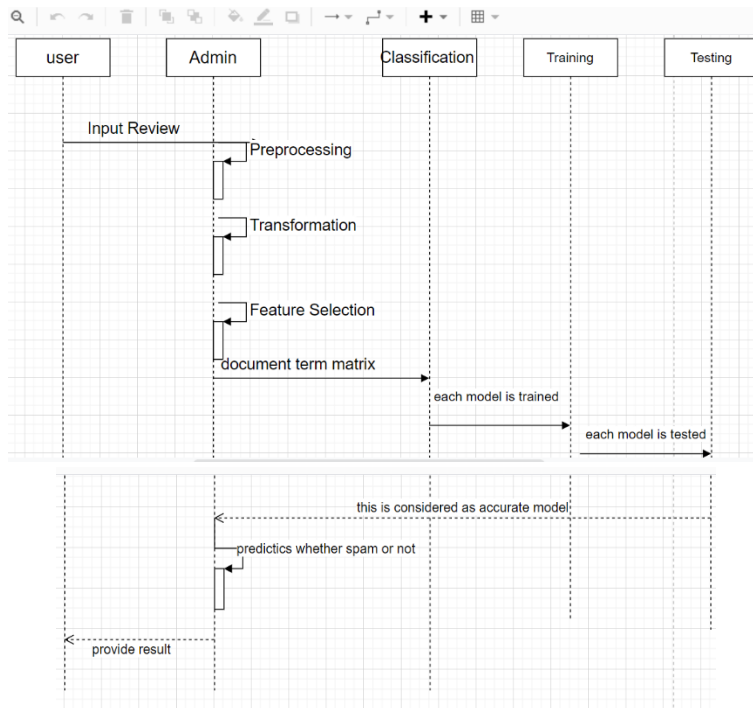 user
Admin
Classification
Training
Testing
Input Review
Preprocessing
Transformation
Feature Selection
document term matrix
each model is trained
each model is tested
this is considered as accurate model
predictics whether spam or not
provide result